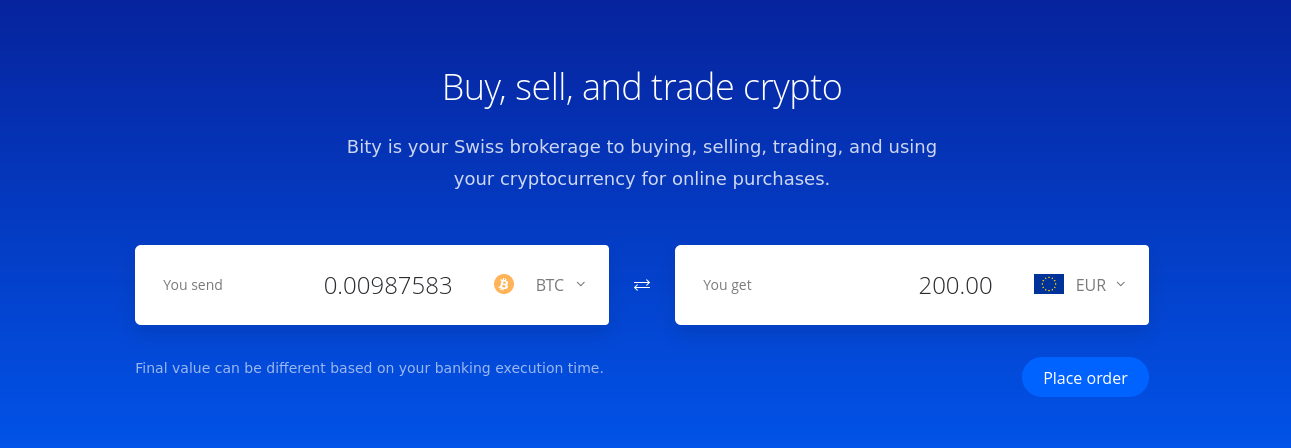 Buy, sell, and trade crypto
Bity is your Swiss brokerage to buying, selling, trading, and using
your cryptocurrency for online purchases.
You send 0.00987583 BTC
You get 200.00 EUR
Final value can be different based on your banking execution time.
Place order